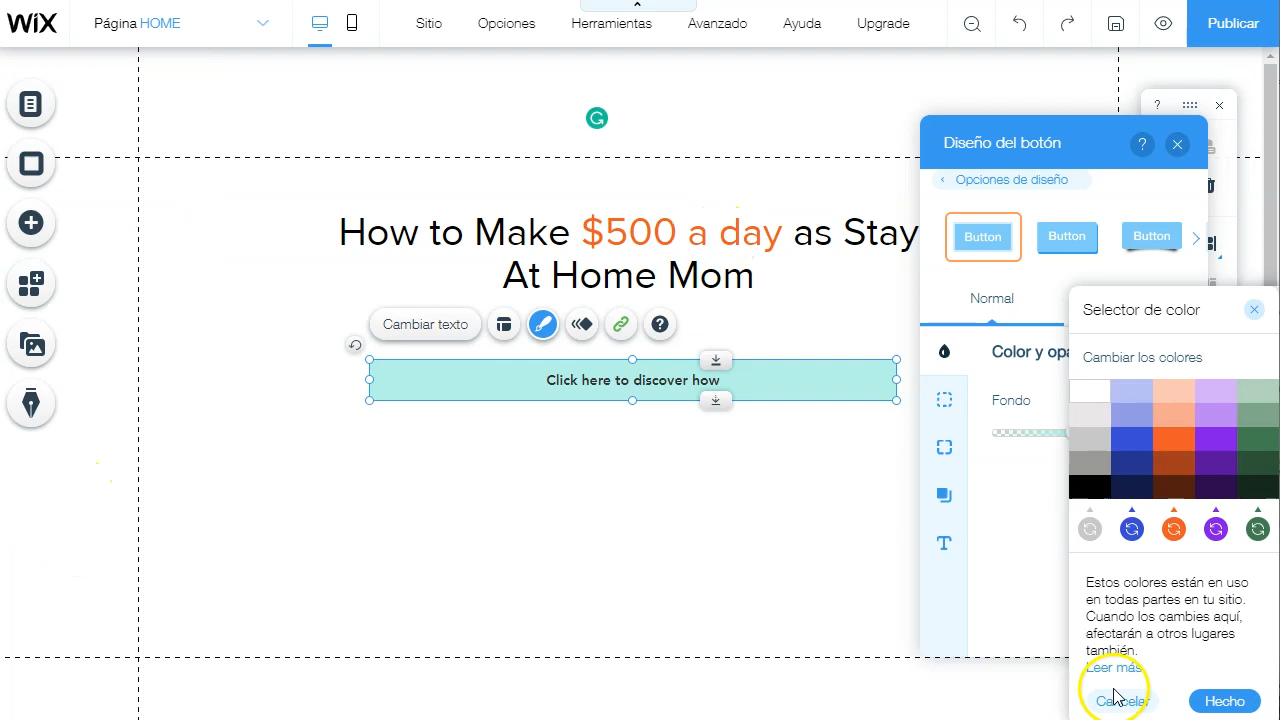 WiX
Página HOME
Sitio
Opciones
Herramientas
Avanzado
Ayuda
Upgrade
Publicar
?
Diseño del botón
?
Opciones de diseño
Button
Button
Button
How to Make $500 a day as Stay
At Home Mom
Normal
Selector de color
Cambiar texto
?
Color y opa
Cambiar los colores
Click here to discover how
Fondo
T
Estos colores están en uso
en todas partes en tu sitio.
Cuando los cambies aquí,
afectarán a otros lugares
también.
Leer más
Cancelar
Hecho